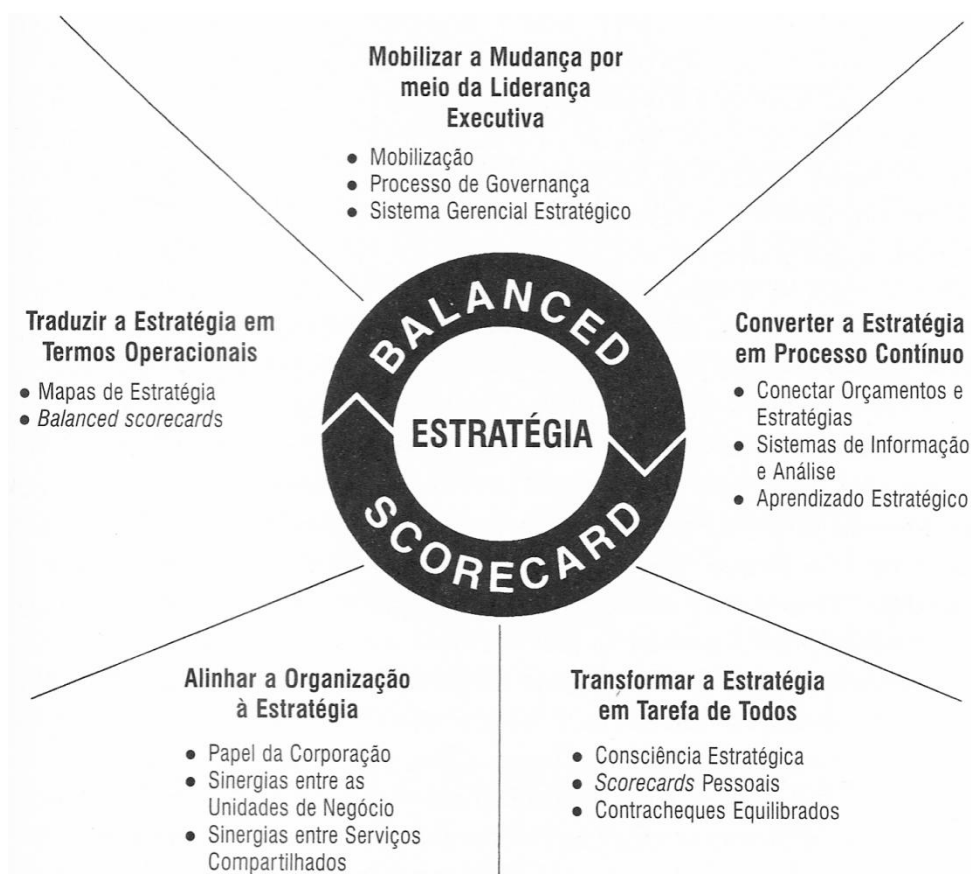 Mobilizar a Mudança por
meio da Liderança
Executiva
● Mobilização
● Processo de Governança
● Sistema Gerencial Estratégico
Traduzir a Estratégia em
Termos Operacionais
● Mapas de Estratégia
● Balanced scorecards
BALANCED
ESTRATÉGIA
SCORECARD
Converter a Estratégia
em Processo Contínuo
● Conectar Orçamentos e
Estratégias
● Sistemas de Informação
e Análise
● Aprendizado Estratégico
Alinhar a Organização
à Estratégia
● Papel da Corporação
● Sinergias entre as
Unidades de Negócio
● Sinergias entre Serviços
Compartilhados
Transformar a Estratégia
em Tarefa de Todos
● Consciência Estratégica
● Scorecards Pessoais
● Contracheques Equilibrados